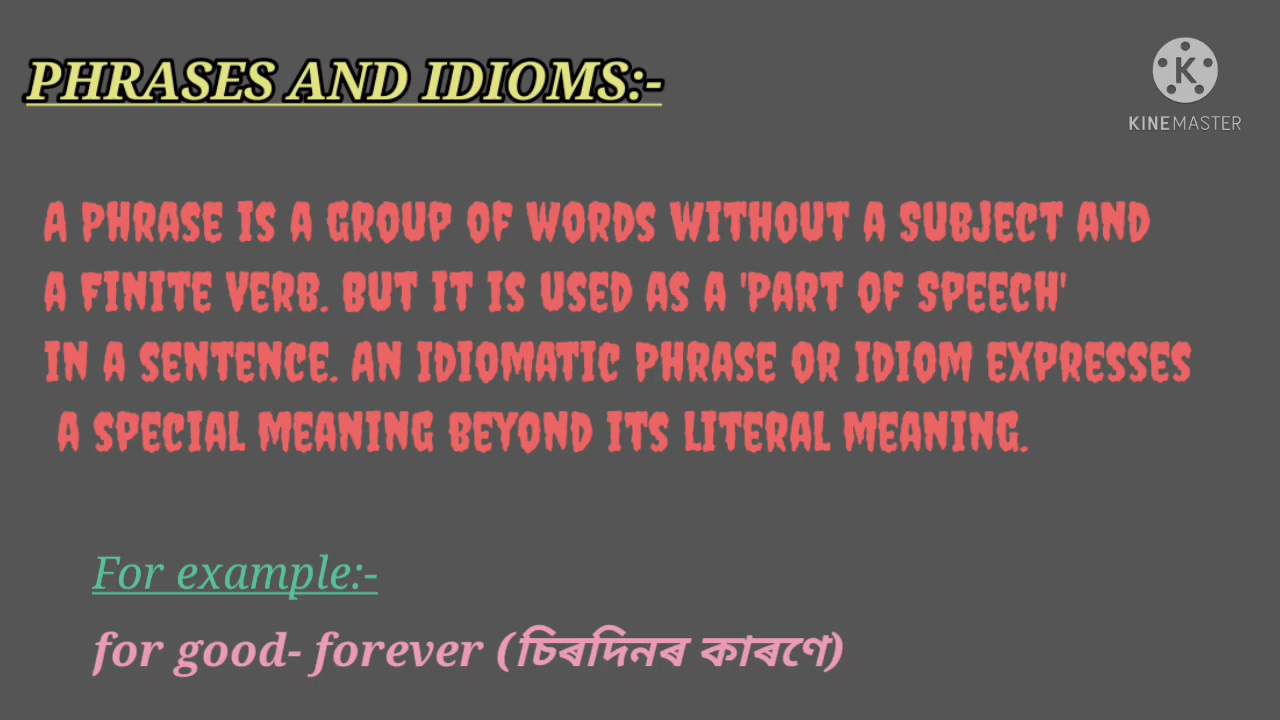 PHRASES AND IDIOMS:-
K
KINEMASTER
A PHRASE IS A GROUP OF WORDS WITHOUT A SUBJECT AND
A FINITE VERB. BUT IT IS USED AS A 'PART OF SPEECH'
IN A SENTENCE. AN IDIOMATIC PHRASE OR IDIOM EXPRESSES
A SPECIAL MEANING BEYOND ITS LITERAL MEANING.
For example:-
for good- forever (চিৰদিনৰ কাৰণে)